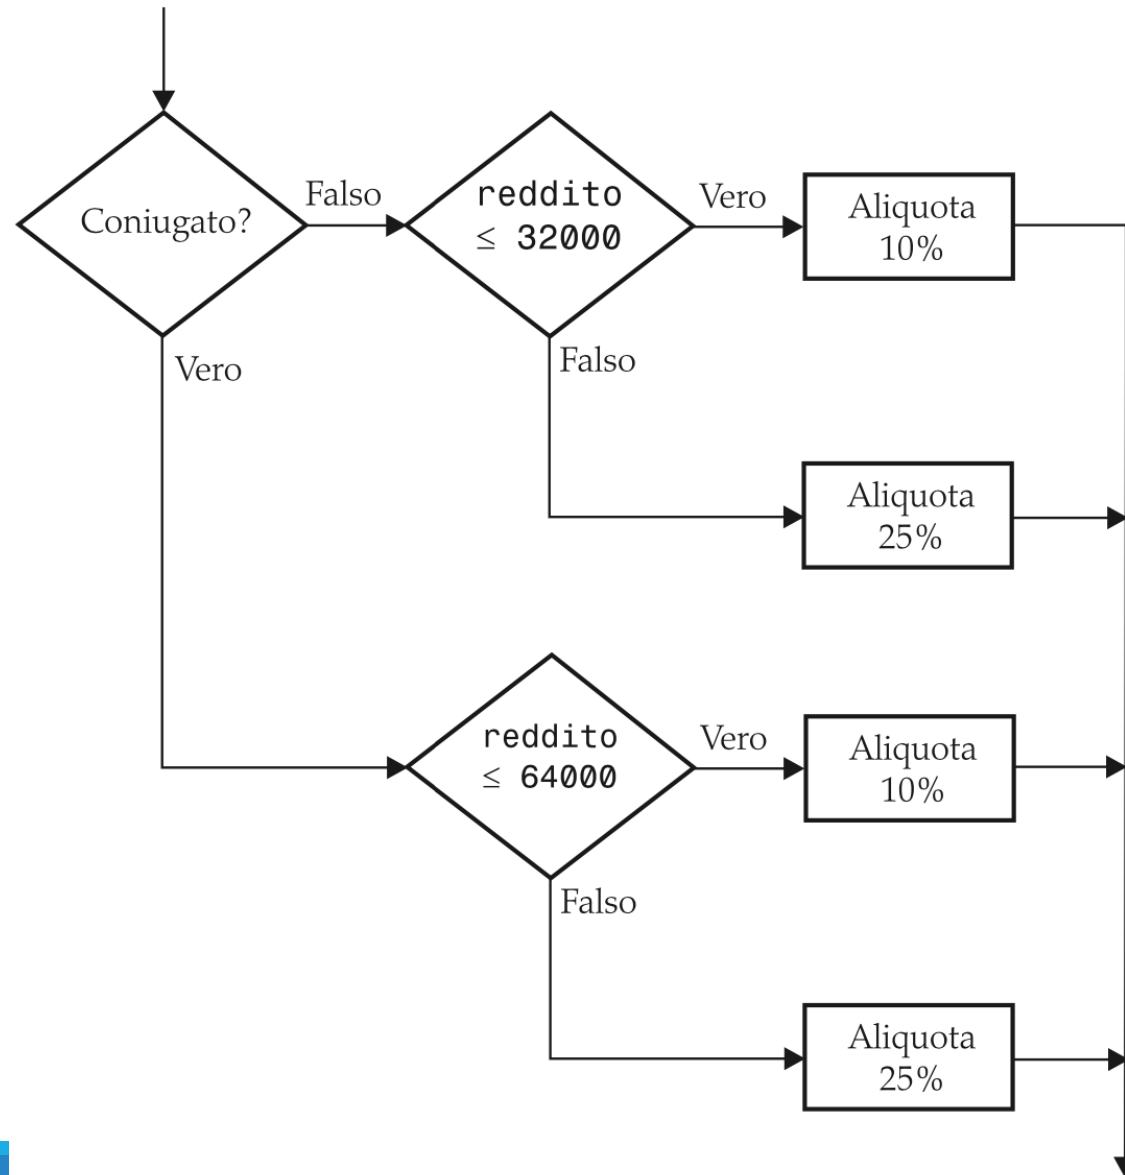 Coniugato?
Falso
reddito
≤ 32000
Vero
Aliquota
10%
Falso
Aliquota
25%
Vero
reddito
≤ 64000
Vero
Aliquota
10%
Falso
Aliquota
25%